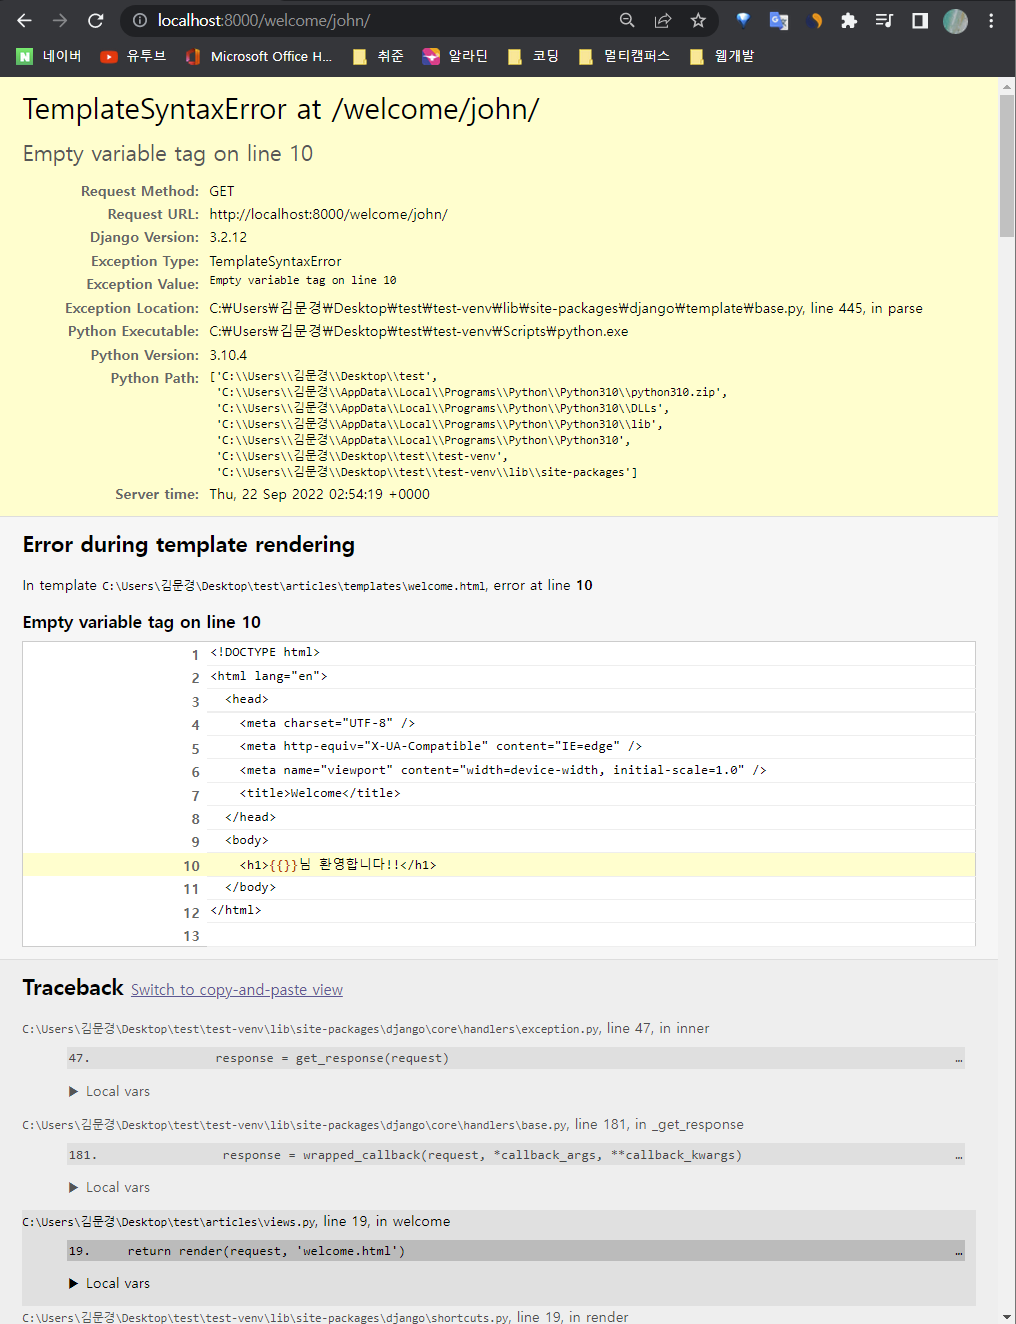 localhost:8000/welcome/john/
네이버 유투브 Microsoft Office H... 취준 알라딘 코딩 멀티캠퍼스 웹개발
TemplateSyntaxError at /welcome/john/
Empty variable tag on line 10
Request Method: GET
Request URL: http://localhost:8000/welcome/john/
Django Version: 3.2.12
Exception Type: TemplateSyntaxError
Exception Value: Empty variable tag on line 10
Exception Location: C:₩Users₩김문경₩Desktop₩test₩test-venv₩lib₩site-packages₩django₩template₩base.py, line 445, in parse
Python Executable: C:₩Users₩김문경₩Desktop₩test₩test-venv₩Scripts₩python.exe
Python Version: 3.10.4
Python Path: ['C:\\Users\\김문경\\Desktop\\test',
'C:\\Users\\김문경\\AppData\\Local\\Programs\\Python\\Python310\\python310.zip',
'C:\\Users\\김문경\\AppData\\Local\\Programs\\Python\\Python310\\DLLs',
'C:\\Users\\김문경\\AppData\\Local\\Programs\\Python\\Python310\\lib',
'C:\\Users\\김문경\\AppData\\Local\\Programs\\Python\\Python310',
'C:\\Users\\김문경\\Desktop\\test\\test-venv',
'C:\\Users\\김문경\\Desktop\\test\\test-venv\\lib\\site-packages']
Server time: Thu, 22 Sep 2022 02:54:19 +0000
Error during template rendering
In template C:\Users\김문경\Desktop\test\articles\templates\welcome.html, error at line 10
Empty variable tag on line 10
1 <!DOCTYPE html>
2 <html lang="en">
3 <head>
4 <meta charset="UTF-8" />
5 <meta http-equiv="X-UA-Compatible" content="IE=edge" />
6 <meta name="viewport" content="width=device-width, initial-scale=1.0" />
7 <title>Welcome</title>
8 </head>
9 <body>
10 <h1>{{}}님 환영합니다!!</h1>
11 </body>
12 </html>
13
Traceback Switch to copy-and-paste view
C:\Users\김문경\Desktop\test\test-venv\lib\site-packages\django\core\handlers\exception.py, line 47, in inner
47. response = get_response(request) …
▶ Local vars
C:\Users\김문경\Desktop\test\test-venv\lib\site-packages\django\core\handlers\base.py, line 181, in _get_response
181. response = wrapped_callback(request, *callback_args, **callback_kwargs) …
▶ Local vars
C:\Users\김문경\Desktop\test\articles\views.py, line 19, in welcome
19. return render(request, 'welcome.html') …
▶ Local vars
C:\Users\김문경\Desktop\test\test-venv\lib\site-packages\django\shortcuts.py, line 19, in render